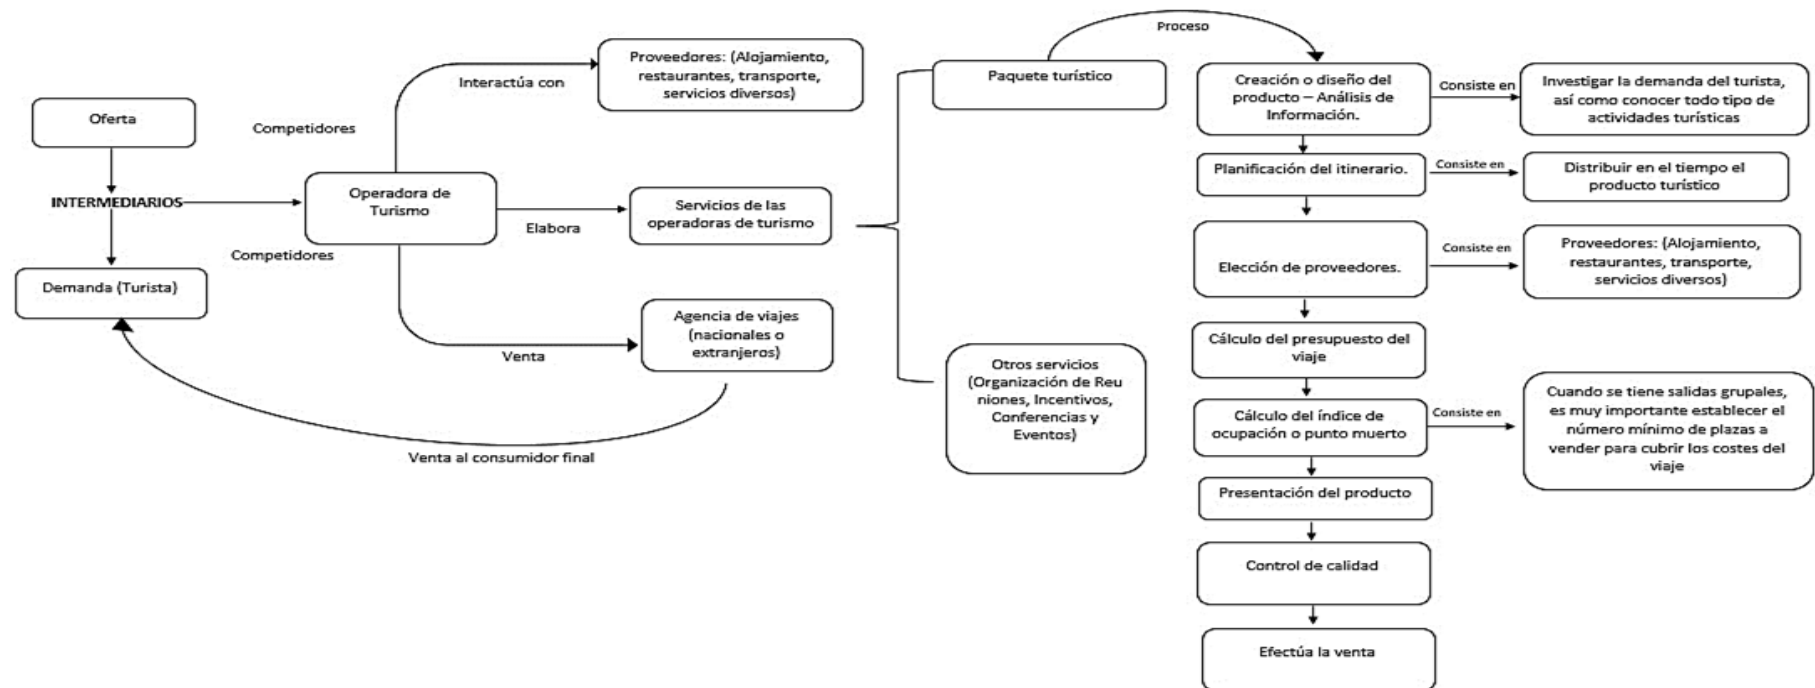 Oferta
INTERMEDIARIOS
Demanda (Turista)
Competidores
Competidores
Operadora de
Turismo
Interactúa con
Proveedores: (Alojamiento,
restaurantes, transporte,
servicios diversos)
Elabora
Servicios de las
operadoras de turismo
Venta
Agencia de viajes
(nacionales o
extranjeros)
Venta al consumidor final
Paquete turístico
Otros servicios
(Organización de Reu
niones, Incentivos,
Conferencias y
Eventos)
Proceso
Creación o diseño del
producto – Análisis de
Información.
Consiste en
Investigar la demanda del turista,
así como conocer todo tipo de
actividades turísticas
Planificación del itinerario.
Consiste en
Distribuir en el tiempo el
producto turístico
Elección de proveedores.
Consiste en
Proveedores: (Alojamiento,
restaurantes, transporte,
servicios diversos)
Cálculo del presupuesto del
viaje
Cálculo del índice de
ocupación o punto muerto
Consiste en
Cuando se tiene salidas grupales,
es muy importante establecer el
número mínimo de plazas a
vender para cubrir los costes del
viaje
Presentación del producto
Control de calidad
Efectúa la venta